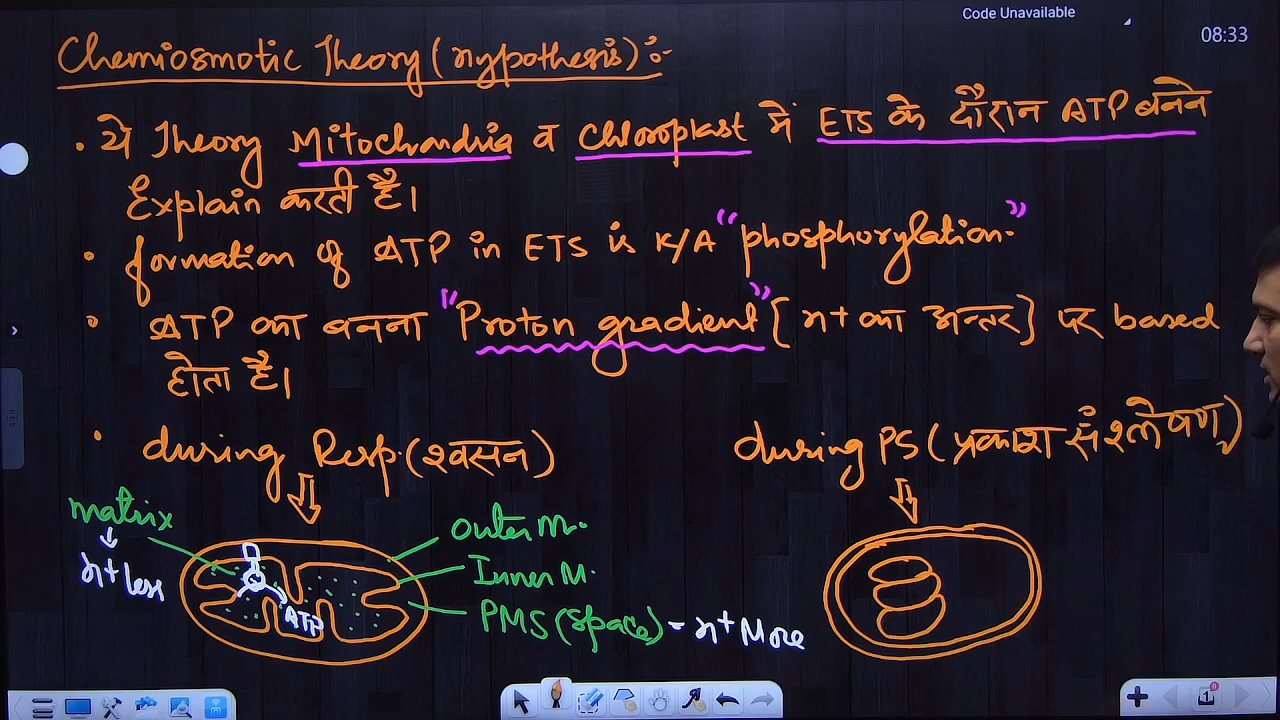 Code Unavailable
08:33
Chemiosmotic Theory (Hypothesis) :-
• ये Theory Mitochondria व Chloroplast में ETS के दौरान ATP बनने
Explain करती है।
• formation of ATP in ETS is K/A "phosphorylation."
• ATP का बनना "Proton gradient" [H+ का अन्तर] पर based
होता है।
• during Resp. (श्वसन)
during PS (प्रकाश संश्लेषण)
matrix
H+ less
ATP
Outer M.
Inner M.
PMS (Space) - H+ More